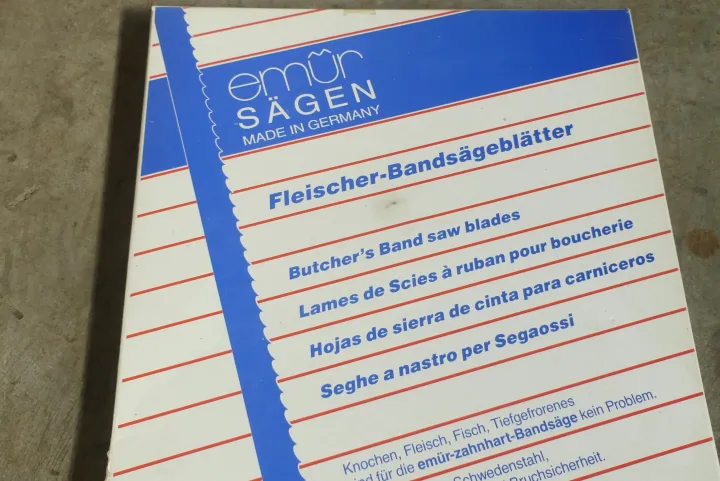 emûr
SÄGEN
MADE IN GERMANY
Fleischer-Bandsägeblätter
Butcher's Band saw blades
Lames de Scies à ruban pour boucherie
Hojas de sierra de cinta para carniceros
Seghe a nastro per Segaossi
Knochen, Fleisch, Fisch, Tiefgefrorenes
für die emür-zahnhart-Bandsäge kein Problem.
Schwedenstahl,
Bruchsicherheit.